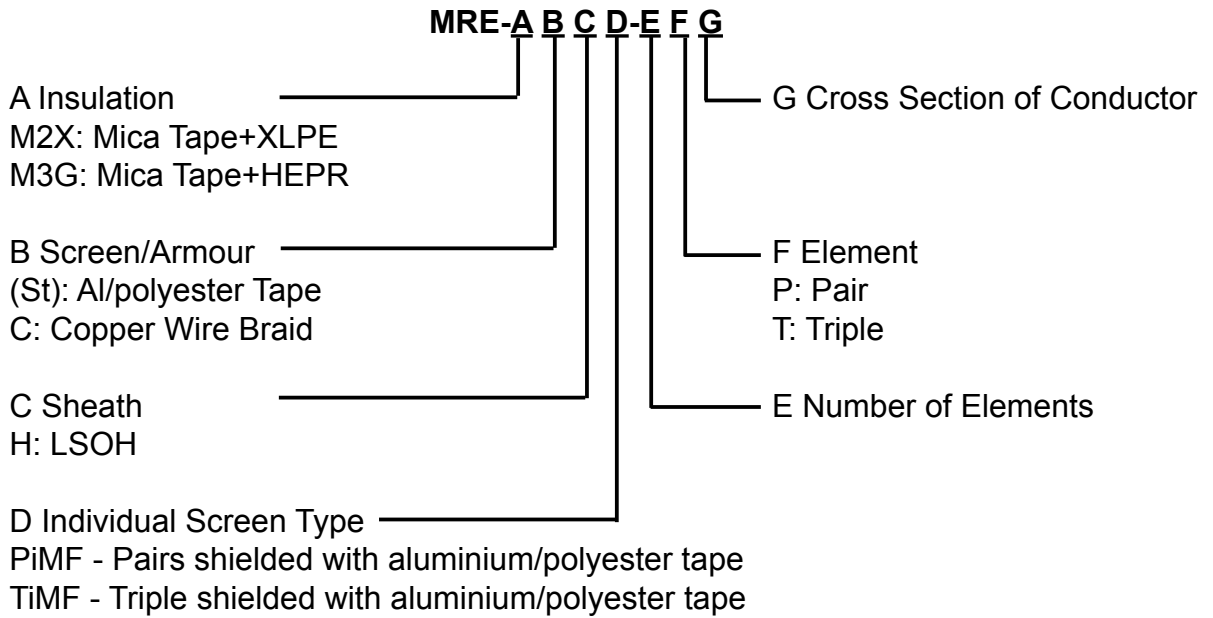 MRE-A B C D-E F G
A Insulation
M2X: Mica Tape+XLPE
M3G: Mica Tape+HEPR
G Cross Section of Conductor
B Screen/Armour
(St): Al/polyester Tape
C: Copper Wire Braid
F Element
P: Pair
T: Triple
C Sheath
H: LSOH
E Number of Elements
D Individual Screen Type
PiMF - Pairs shielded with aluminium/polyester tape
TiMF - Triple shielded with aluminium/polyester tape